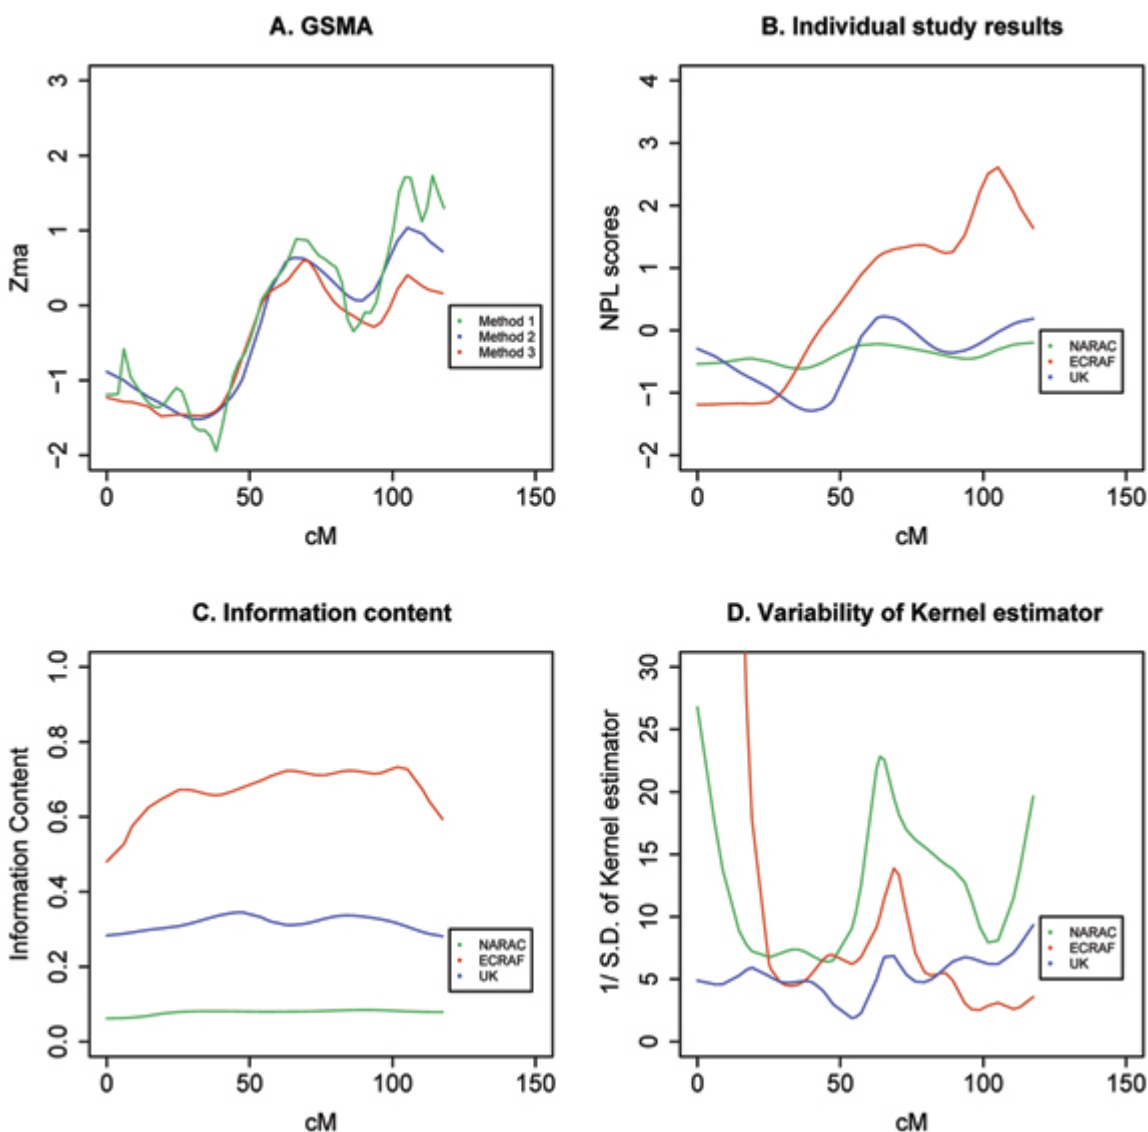 A. GSMA
3
2
1
0
−1
−2
Zma
Method 1
Method 2
Method 3
0 50 100 150
cM
B. Individual study results
4
3
2
1
0
−1
−2
NPL scores
NARAC
ECRAF
UK
0 50 100 150
cM
C. Information content
1.0
0.8
0.6
0.4
0.2
0.0
Information Content
NARAC
ECRAF
UK
0 50 100 150
cM
D. Variability of Kernel estimator
30
25
20
15
10
5
0
1/ S.D. of Kernel estimator
NARAC
ECRAF
UK
0 50 100 150
cM